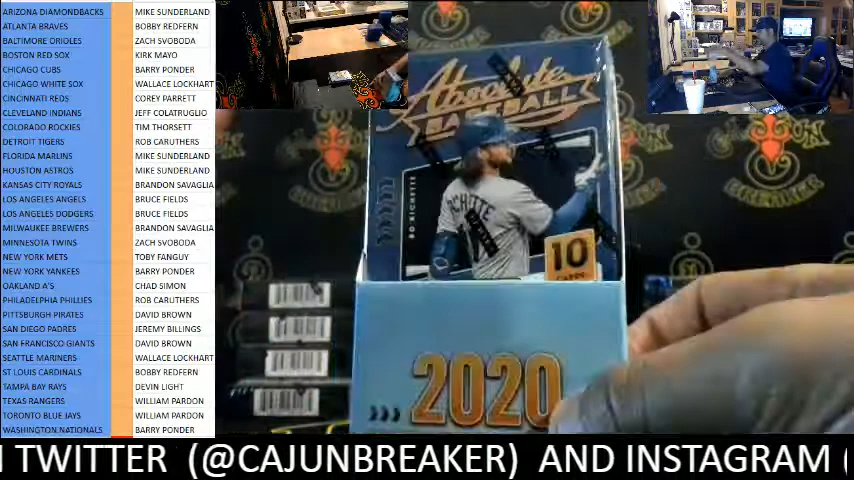 ARIZONA DIAMONDBACKS MIKE SUNDERLAND
ATLANTA BRAVES BOBBY REDFERN
BALTIMORE ORIOLES ZACH SVOBODA
BOSTON RED SOX KIRK MAYO
CHICAGO CUBS BARRY PONDER
CHICAGO WHITE SOX WALLACE LOCKHART
CINCINNATI REDS COREY PARRETT
CLEVELAND INDIANS JEFF COLATRUGLIO
COLORADO ROCKIES TIM THORSETT
DETROIT TIGERS ROB CARUTHERS
FLORIDA MARLINS MIKE SUNDERLAND
HOUSTON ASTROS MIKE SUNDERLAND
KANSAS CITY ROYALS BRANDON SAVAGLIA
LOS ANGELES ANGELS BRUCE FIELDS
LOS ANGELES DODGERS BRUCE FIELDS
MILWAUKEE BREWERS BRANDON SAVAGLIA
MINNESOTA TWINS ZACH SVOBODA
NEW YORK METS TOBY FANGUY
NEW YORK YANKEES BARRY PONDER
OAKLAND A'S CHAD SIMON
PHILADELPHIA PHILLIES ROB CARUTHERS
PITTSBURGH PIRATES DAVID BROWN
SAN DIEGO PADRES JEREMY BILLINGS
SAN FRANCISCO GIANTS DAVID BROWN
SEATTLE MARINERS WALLACE LOCKHART
ST LOUIS CARDINALS BOBBY REDFERN
TAMPA BAY RAYS DEVIN LIGHT
TEXAS RANGERS WILLIAM PARDON
TORONTO BLUE JAYS WILLIAM PARDON
WASHINGTON NATIONALS BARRY PONDER
Absolute
BASEBALL
BO BICHETTE
10
CARDS
2020
TWITTER (@CAJUNBREAKER) AND INSTAGRAM (